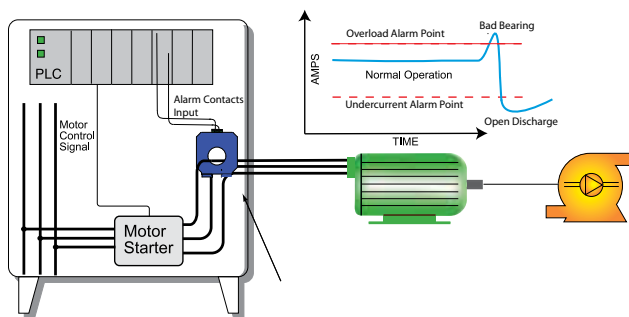 PLC
Motor
Control
Signal
Alarm Contacts
Input
Motor
Starter
AMPS
Overload Alarm Point
Bad Bearing
Normal Operation
Undercurrent Alarm Point
Open Discharge
TIME